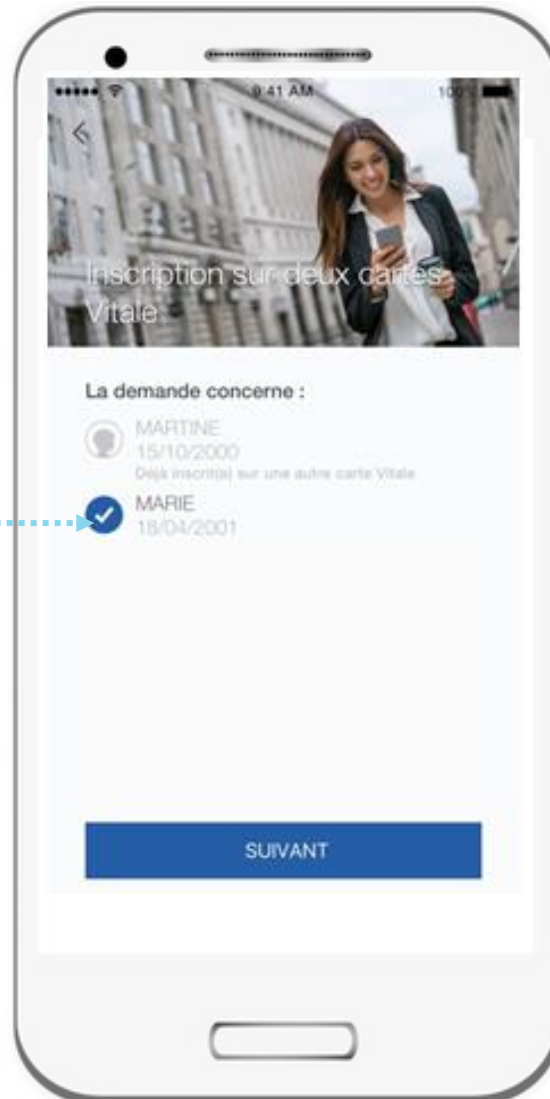 9:41 AM 100%
Inscription sur deux cartes
Vitale
La demande concerne :
MARTINE
15/10/2000
Déjà inscrit(e) sur une autre carte Vitale
MARIE
18/04/2001
SUIVANT